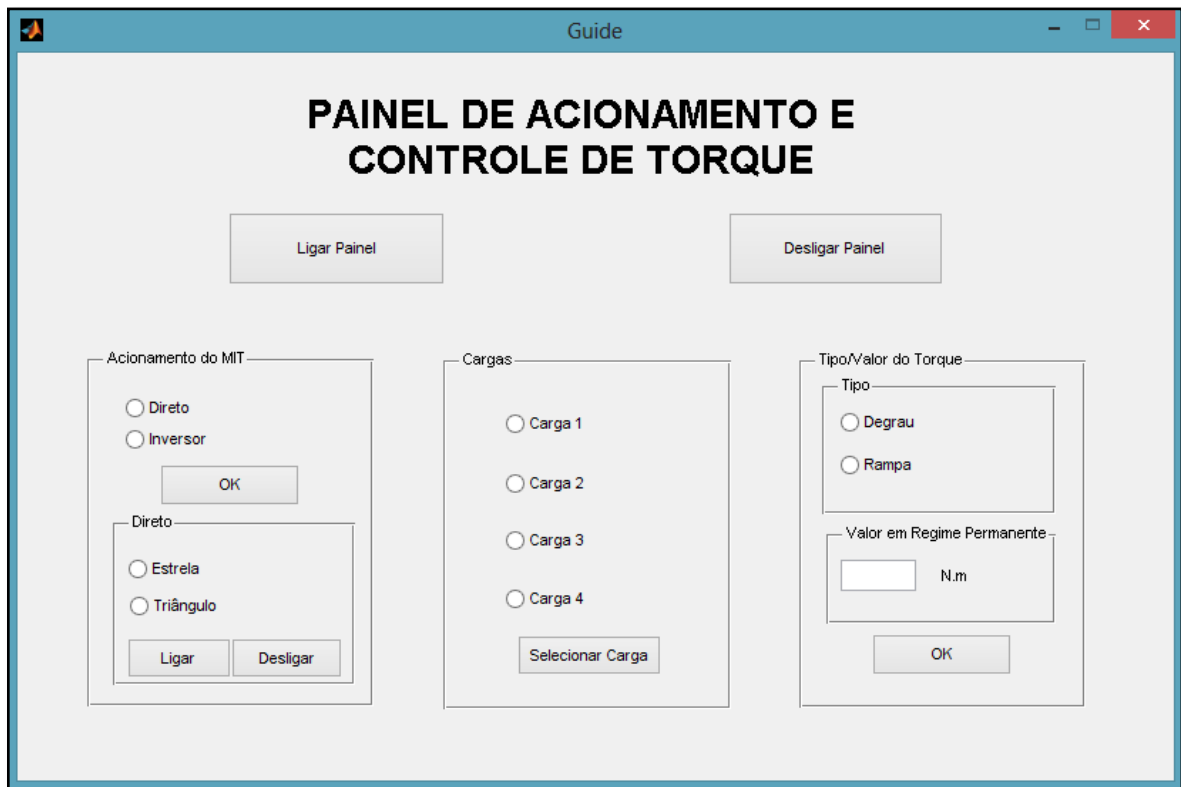 Guide
PAINEL DE ACIONAMENTO E
CONTROLE DE TORQUE
Ligar Painel
Desligar Painel
Acionamento do MIT
Direto
Inversor
OK
Direto
Estrela
Triângulo
Ligar
Desligar
Cargas
Carga 1
Carga 2
Carga 3
Carga 4
Selecionar Carga
Tipo/Valor do Torque
Tipo
Degrau
Rampa
Valor em Regime Permanente
N.m
OK